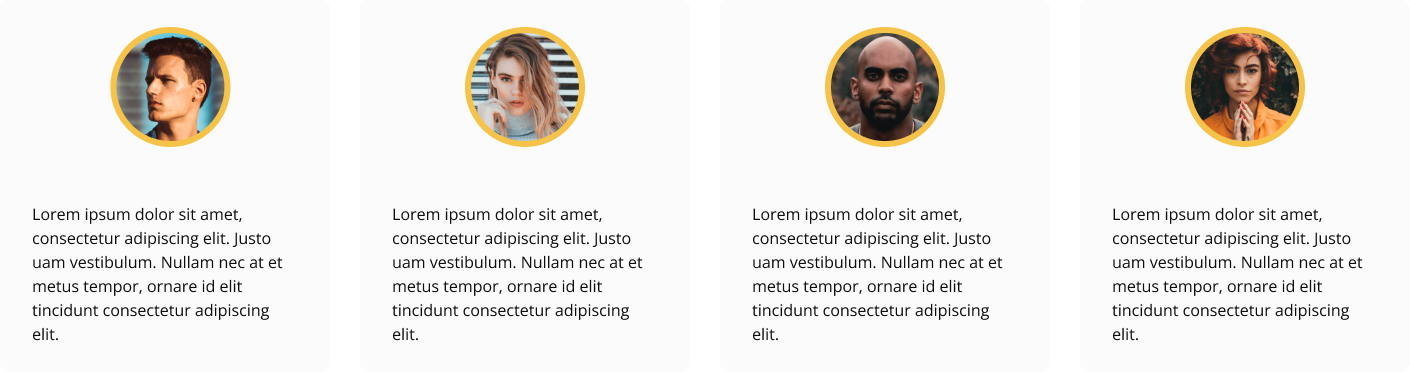 Lorem ipsum dolor sit amet,
consectetur adipiscing elit. Justo
uam vestibulum. Nullam nec at et
metus tempor, ornare id elit
tincidunt consectetur adipiscing
elit.
Lorem ipsum dolor sit amet,
consectetur adipiscing elit. Justo
uam vestibulum. Nullam nec at et
metus tempor, ornare id elit
tincidunt consectetur adipiscing
elit.
Lorem ipsum dolor sit amet,
consectetur adipiscing elit. Justo
uam vestibulum. Nullam nec at et
metus tempor, ornare id elit
tincidunt consectetur adipiscing
elit.
Lorem ipsum dolor sit amet,
consectetur adipiscing elit. Justo
uam vestibulum. Nullam nec at et
metus tempor, ornare id elit
tincidunt consectetur adipiscing
elit.